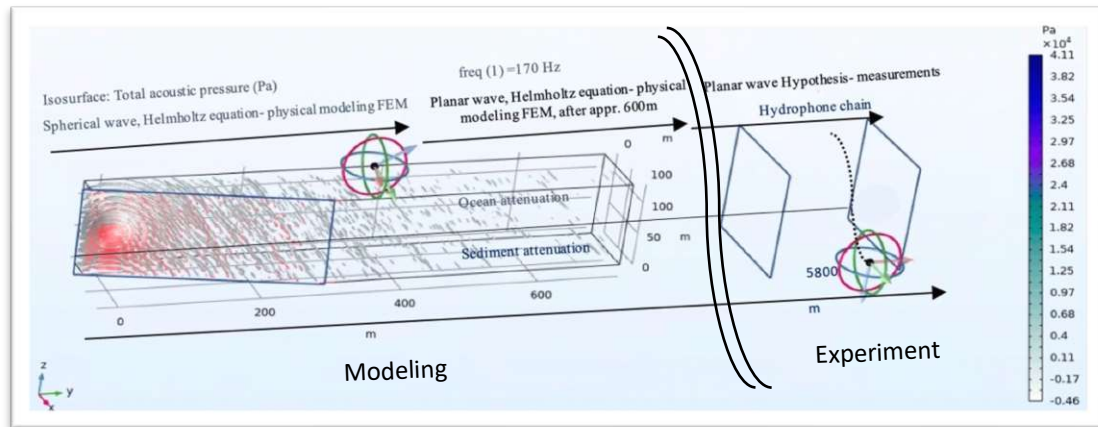 Pa
×10⁴
4.11
3.82
3.54
3.25
2.97
2.68
2.4
2.11
1.82
1.54
1.25
0.97
0.68
0.4
0.11
-0.17
-0.46
freq (1) =170 Hz
Isosurface: Total acoustic pressure (Pa)
Spherical wave, Helmholtz equation- physical modeling FEM
Planar wave, Helmholtz equation- physical
modeling FEM, after appr. 600m
Planar wave Hypothesis- measurements
Hydrophone chain
0
m
100
100
50
m
0
Ocean attenuation
Sediment attenuation
0
200
400
600
m
5800
m
Modeling
Experiment
z
y
x